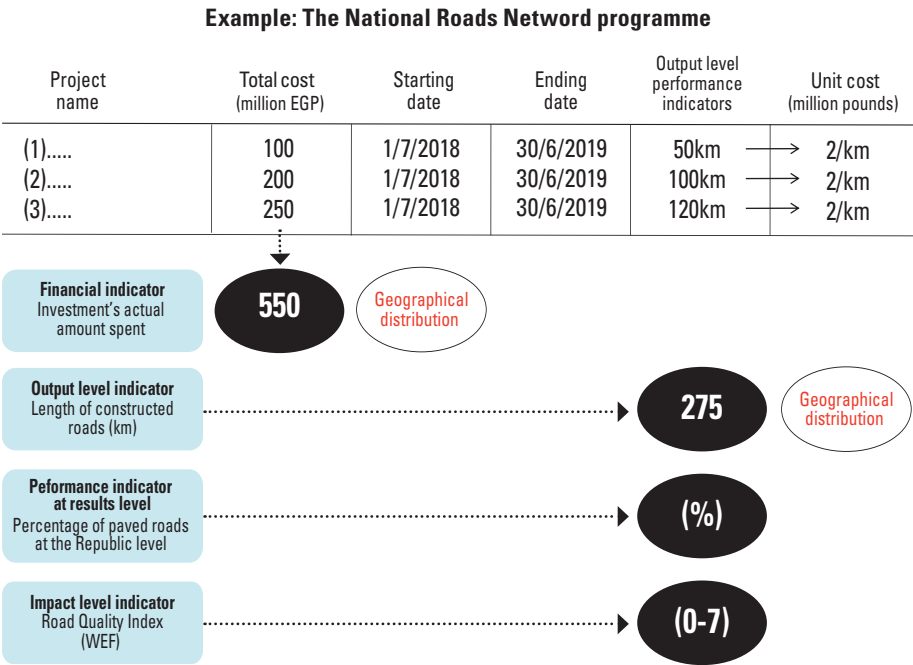 Example: The National Roads Netword programme
Project name
Total cost (million EGP)
Starting date
Ending date
Output level performance indicators
Unit cost (million pounds)
(1)..... 100 1/7/2018 30/6/2019 50km 2/km
(2)..... 200 1/7/2018 30/6/2019 100km 2/km
(3)..... 250 1/7/2018 30/6/2019 120km 2/km
Financial indicator
Investment's actual
amount spent
550
Geographical
distribution
Output level indicator
Length of constructed
roads (km)
275
Geographical
distribution
Peformance indicator
at results level
Percentage of paved roads
at the Republic level
(%)
Impact level indicator
Road Quality Index
(WEF)
(0-7)